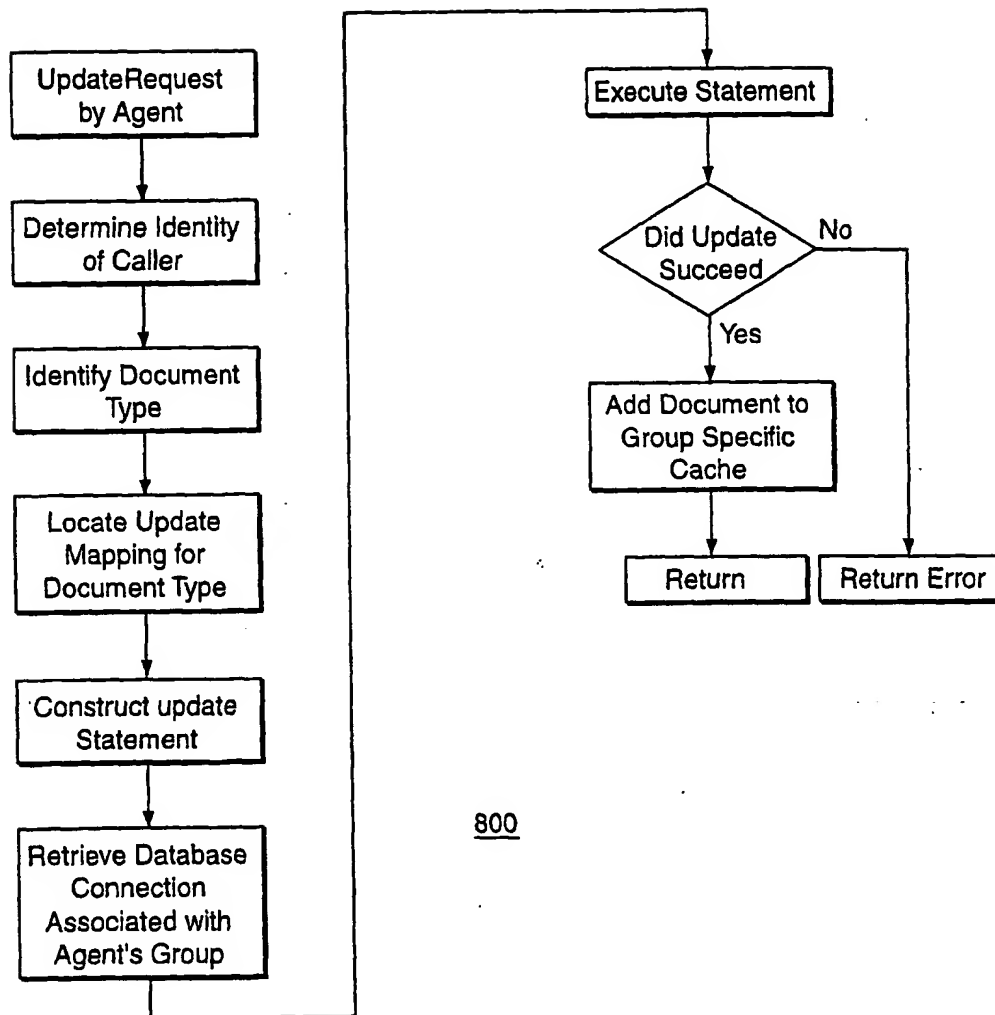 UpdateRequest
by Agent
Determine Identity
of Caller
Identify Document
Type
Locate Update
Mapping for
Document Type
Construct update
Statement
Retrieve Database
Connection
Associated with
Agent's Group
Execute Statement
Did Update
Succeed
No
Yes
Add Document to
Group Specific
Cache
Return
Return Error
800